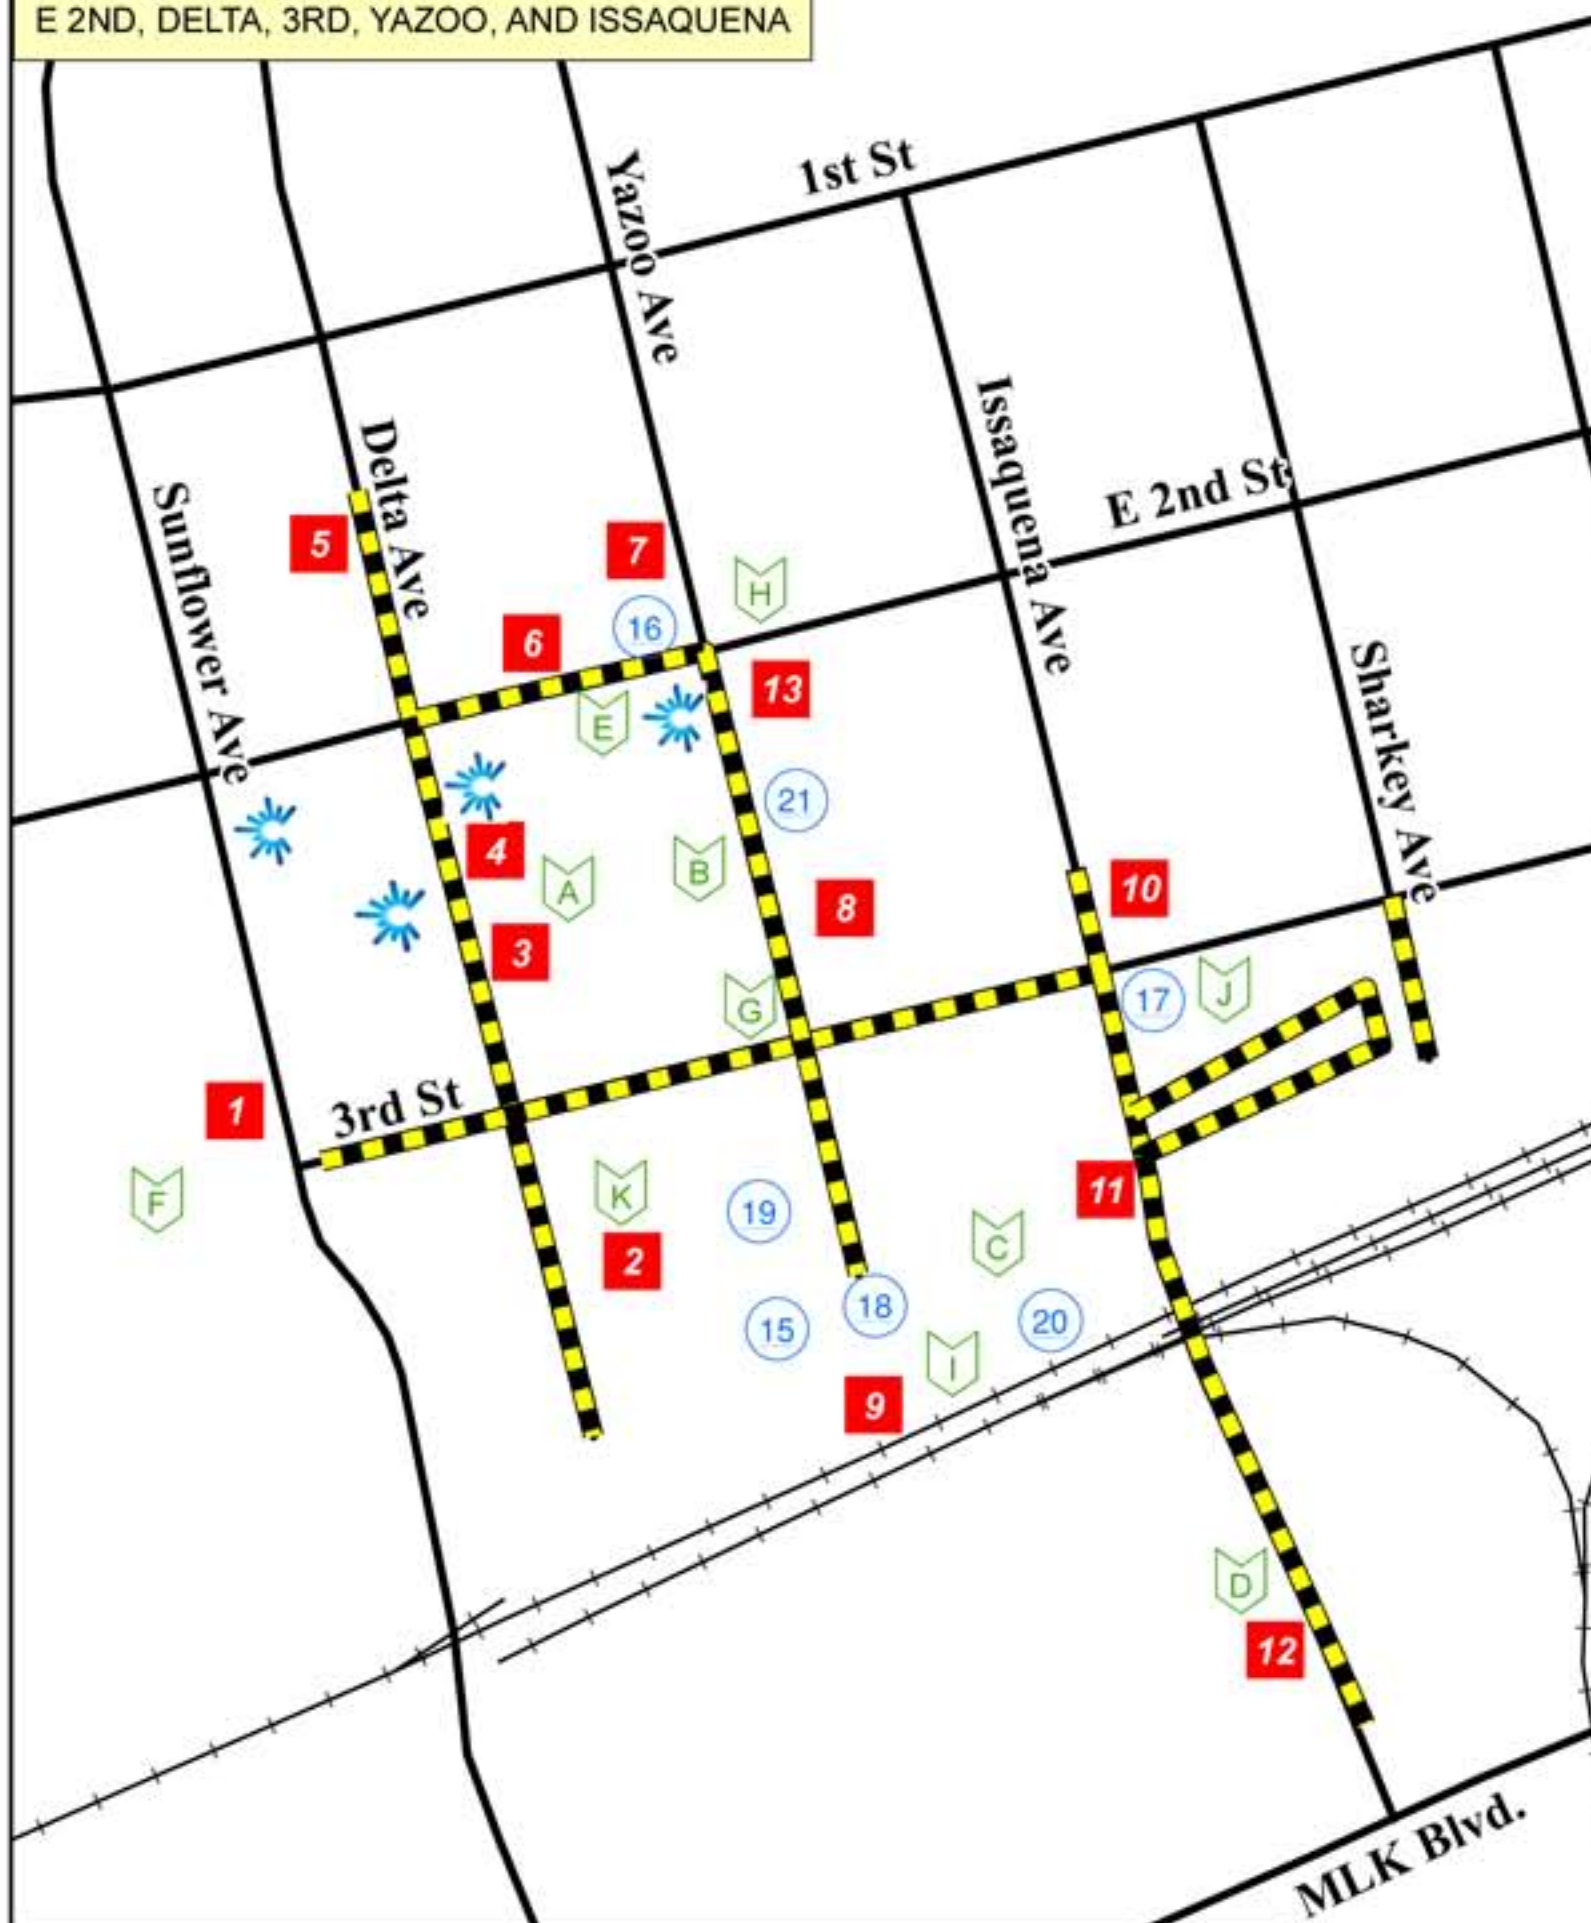 E 2ND, DELTA, 3RD, YAZOO, AND ISSAQUENA
1st St
Yazoo Ave
Issaquena Ave
Delta Ave
E 2nd St
Sunflower Ave
5
7
H
16
6
13
Sharkey Ave
E
21
4
A
B
10
8
3
G
17
J
1
3rd St
F
K
11
19
C
2
18
15
20
I
9
D
12
MLK Blvd.